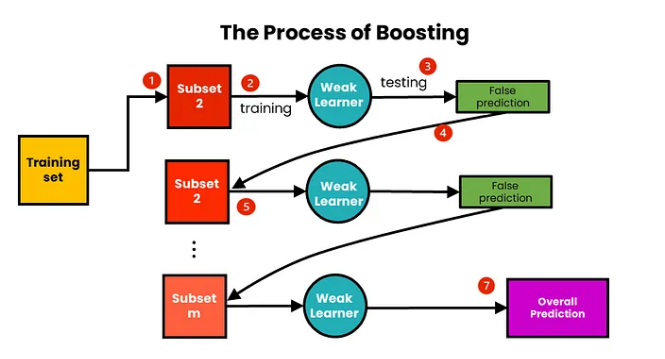 The Process of Boosting
1
2
3
Subset
2
training
Weak
Learner
testing
False
prediction
4
Training
set
Subset
2
5
Weak
Learner
False
prediction
⋮
Subset
m
Weak
Learner
7
Overall
Prediction